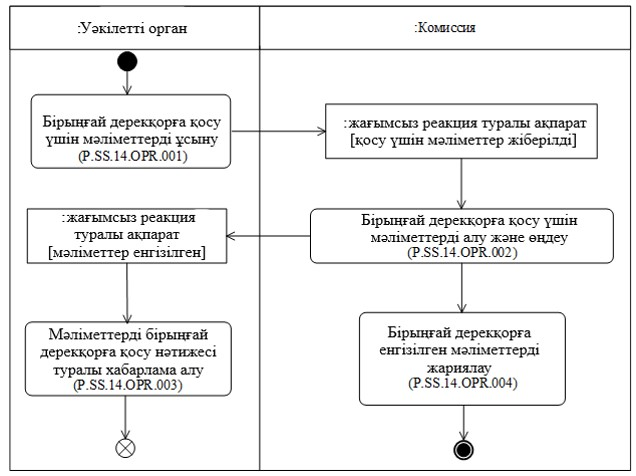 :Уәкілетті орган
:Комиссия
Бірыңғай дерекқорға қосу
үшін мәліметтерді ұсыну
(P.SS.14.OPR.001)
:жағымсыз реакция туралы ақпарат
[қосу үшін мәліметтер жіберілді]
Бірыңғай дерекқорға қосу үшін
мәліметтерді алу және өңдеу
(P.SS.14.OPR.002)
:жағымсыз реакция
туралы ақпарат
[мәліметтер енгізілген]
Мәліметтерді бірыңғай
дерекқорға қосу нәтижесі
туралы хабарлама алу
(P.SS.14.OPR.003)
Бірыңғай дерекқорға
енгізілген мәліметтерді
жариялау
(P.SS.14.OPR.004)